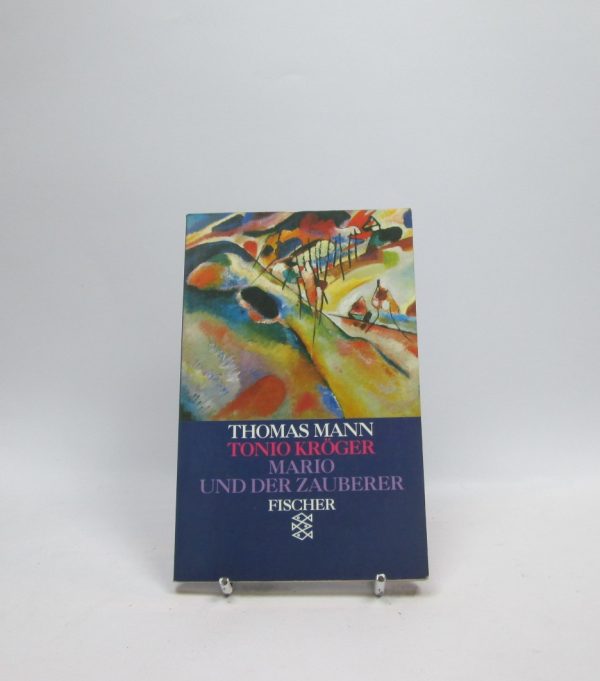 THOMAS MANN
TONIO KRÖGER
MARIO
UND DER ZAUBERER
FISCHER